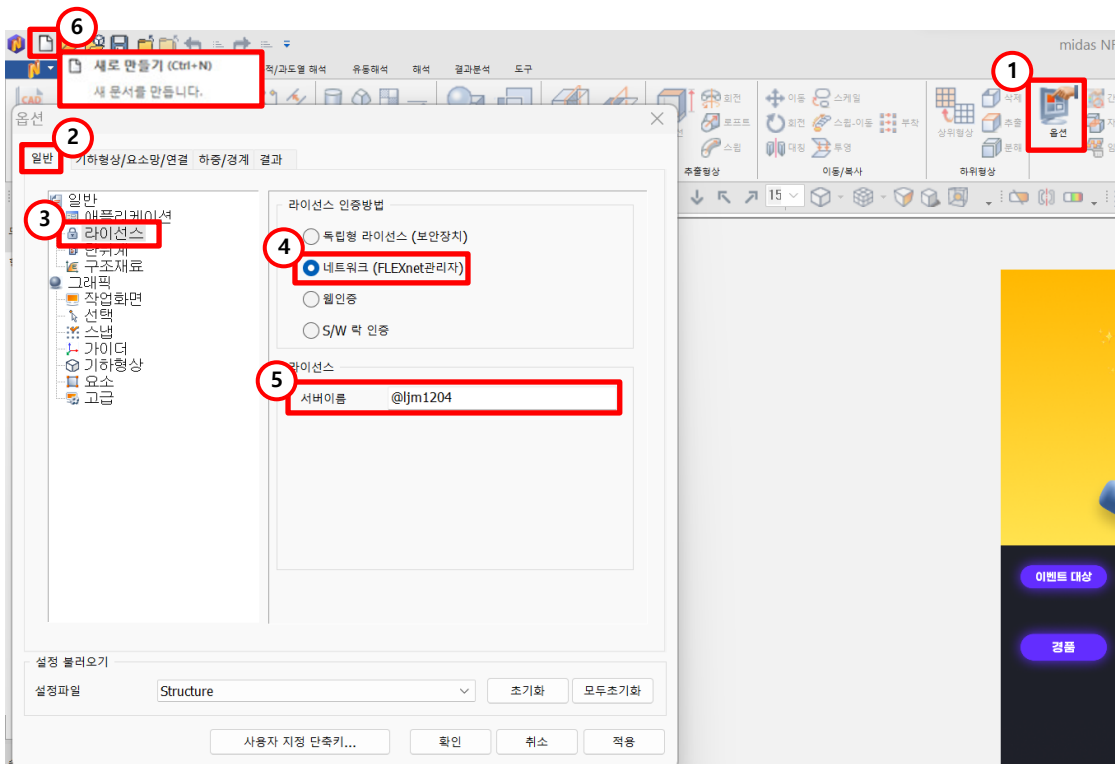 6
midas NF
새로 만들기 (Ctrl+N)
새 문서를 만듭니다.
적/과도열 해석 유동해석 해석 결과분석 도구
1
CAD
회전
로프트
스윕
이동
스케일
회전
스윕-이동
부착
대칭
투영
상위형상
삭제
추출
분해
옵션
추출형상
이동/복사
하위형상
15
옵션
2
일반 기하형상/요소망/연결 하중/경계 결과
일반
애플리케이션
3
라이선스
단위계
구조재료
그래픽
작업화면
선택
스냅
가이더
기하형상
요소
고급
라이선스 인증방법
독립형 라이선스 (보안장치)
4
네트워크 (FLEXnet관리자)
웹인증
S/W 락 인증
라이선스
5
서버이름 @ljm1204
설정 불러오기
설정파일 Structure 초기화 모두초기화
사용자 지정 단축키... 확인 취소 적용
이벤트 대상
경품